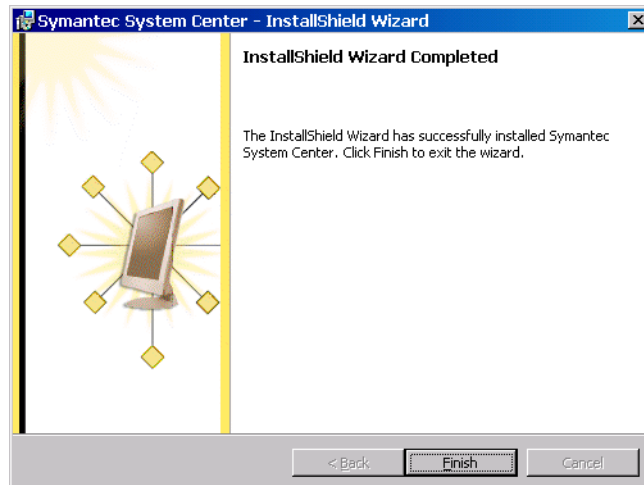 Symantec System Center - InstallShield Wizard
InstallShield Wizard Completed
The InstallShield Wizard has successfully installed Symantec
System Center. Click Finish to exit the wizard.
< Back
Finish
Cancel